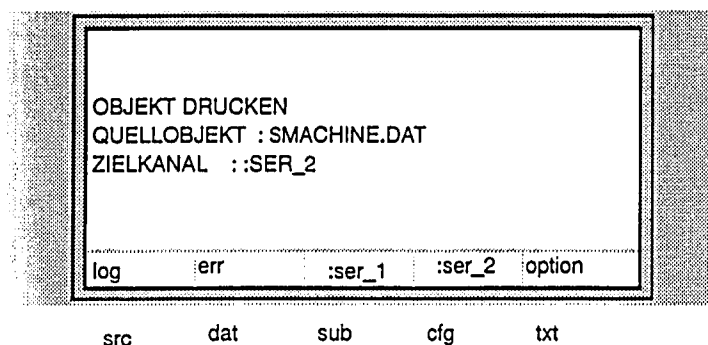 OBJEKT DRUCKEN
QUELLOBJEKT : SMACHINE.DAT
ZIELKANAL : :SER_2
log err :ser_1 :ser_2 option
src dat sub cfg txt